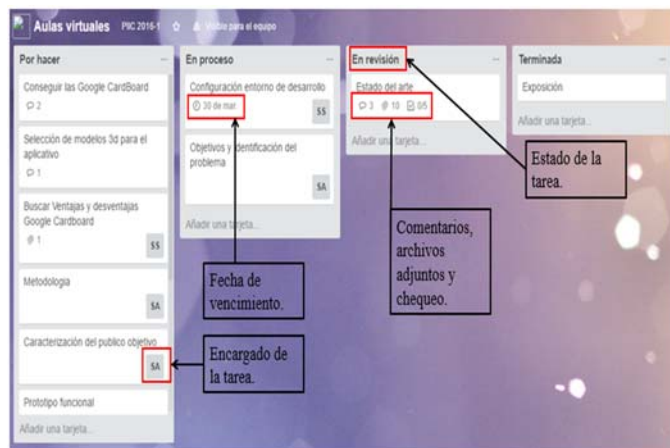 Aulas virtuales PIIC 2016-1 Visible para el equipo
Por hacer
Conseguir las Google CardBoard
2
Selección de modelos 3d para el
aplicativo
1
Buscar Ventajas y desventajas
Google Cardboard
1
SS
Metodologia
SA
Caracterización del publico objetivo
SA
Prototipo funcional
Añadir una tarjeta...
En proceso
Configuración entorno de desarrollo
30 de mar.
SS
Objetivos y identificación del
problema
SA
Añadir una tarjeta...
En revisión
Estado del arte
3 10 0/5
Añadir una tarjeta...
Terminada
Exposición
Añadir una tarjeta...
Estado de la
tarea.
Comentarios,
archivos
adjuntos y
chequeo.
Fecha de
vencimiento.
Encargado de
la tarea.